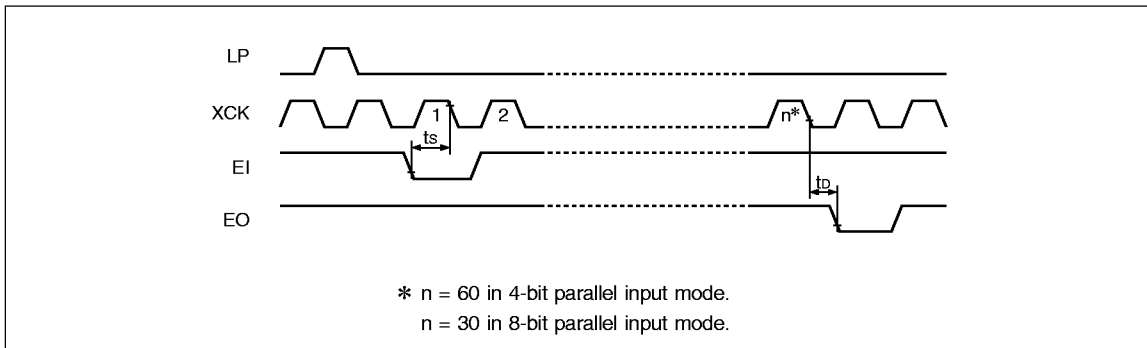 LP
XCK
1
2
n*
ts
EI
tD
EO
* n = 60 in 4-bit parallel input mode.
n = 30 in 8-bit parallel input mode.